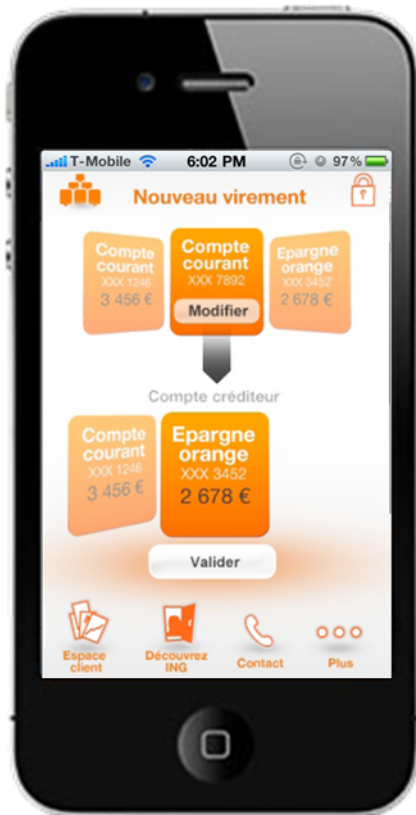 T-Mobile 6:02 PM 97%
Nouveau virement
Compte
courant
XXX 1246
3 456 €
Compte
courant
XXX 7892
Modifier
Epargne
orange
XXX 3452
2 678 €
Compte créditeur
Compte
courant
XXX 1246
3 456 €
Epargne
orange
XXX 3452
2 678 €
Valider
Espace
client
Découvrez
ING
Contact
Plus